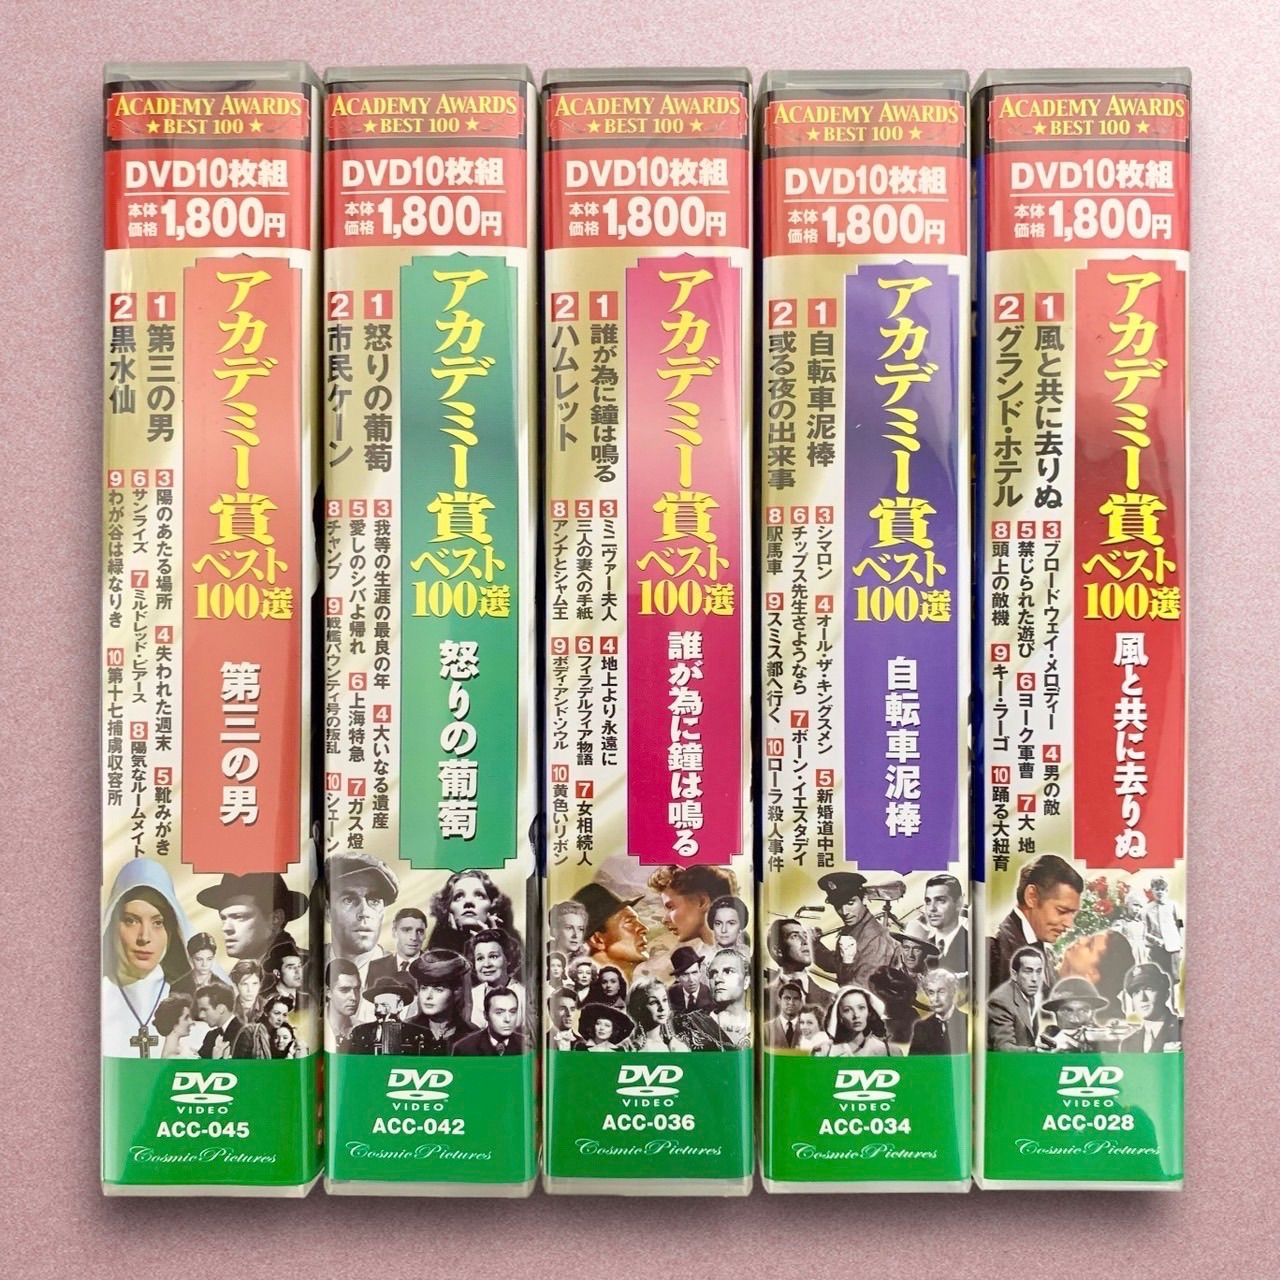 ACADEMY AWARDS
★ BEST 100 ★
DVD10枚組
本体
価格 1,800円
アカデミー賞
ベスト
100選
第三の男
1 第三の男
2 黒水仙
3 陽のあたる場所 4 失われた週末 5 靴みがき
6 サンライズ 7 ミルドレッド・ピアース 8 陽気なルームメイト
9 わが谷は緑なりき 10 第十七捕虜収容所
DVD
VIDEO
ACC-045
Cosmic Pictures
ACADEMY AWARDS
★ BEST 100 ★
DVD10枚組
本体
価格 1,800円
アカデミー賞
ベスト
100選
怒りの葡萄
1 怒りの葡萄
2 市民ケーン
3 我等の生涯の最良の年 4 大いなる遺産
5 愛しのシバよ帰れ 6 上海特急 7 ガス燈
8 チャンプ 9 戦艦バウンティ号の叛乱 10 シェーン
DVD
VIDEO
ACC-042
Cosmic Pictures
ACADEMY AWARDS
★ BEST 100 ★
DVD10枚組
本体
価格 1,800円
アカデミー賞
ベスト
100選
誰が為に鐘は鳴る
1 誰が為に鐘は鳴る
2 ハムレット
3 ミニヴァー夫人 4 地上より永遠に
5 三人の妻への手紙 6 フィラデルフィア物語 7 女相続人
8 アンナとシャム王 9 ボディ・アンド・ソウル 10 黄色いリボン
DVD
VIDEO
ACC-036
Cosmic Pictures
ACADEMY AWARDS
★ BEST 100 ★
DVD10枚組
本体
価格 1,800円
アカデミー賞
ベスト
100選
自転車泥棒
1 自転車泥棒
2 或る夜の出来事
3 シマロン 4 オール・ザ・キングスメン 5 新婚道中記
6 チップス先生さようなら 7 ボーン・イエスタデイ
8 駅馬車 9 スミス都へ行く 10 ローラ殺人事件
DVD
VIDEO
ACC-034
Cosmic Pictures
ACADEMY AWARDS
★ BEST 100 ★
DVD10枚組
本体
価格 1,800円
アカデミー賞
ベスト
100選
風と共に去りぬ
1 風と共に去りぬ
2 グランド・ホテル
3 ブロードウェイ・メロディー 4 男の敵
5 禁じられた遊び 6 ヨーク軍曹 7 大地
8 頭上の敵機 9 キー・ラーゴ 10 踊る大紐育
DVD
VIDEO
ACC-028
Cosmic Pictures